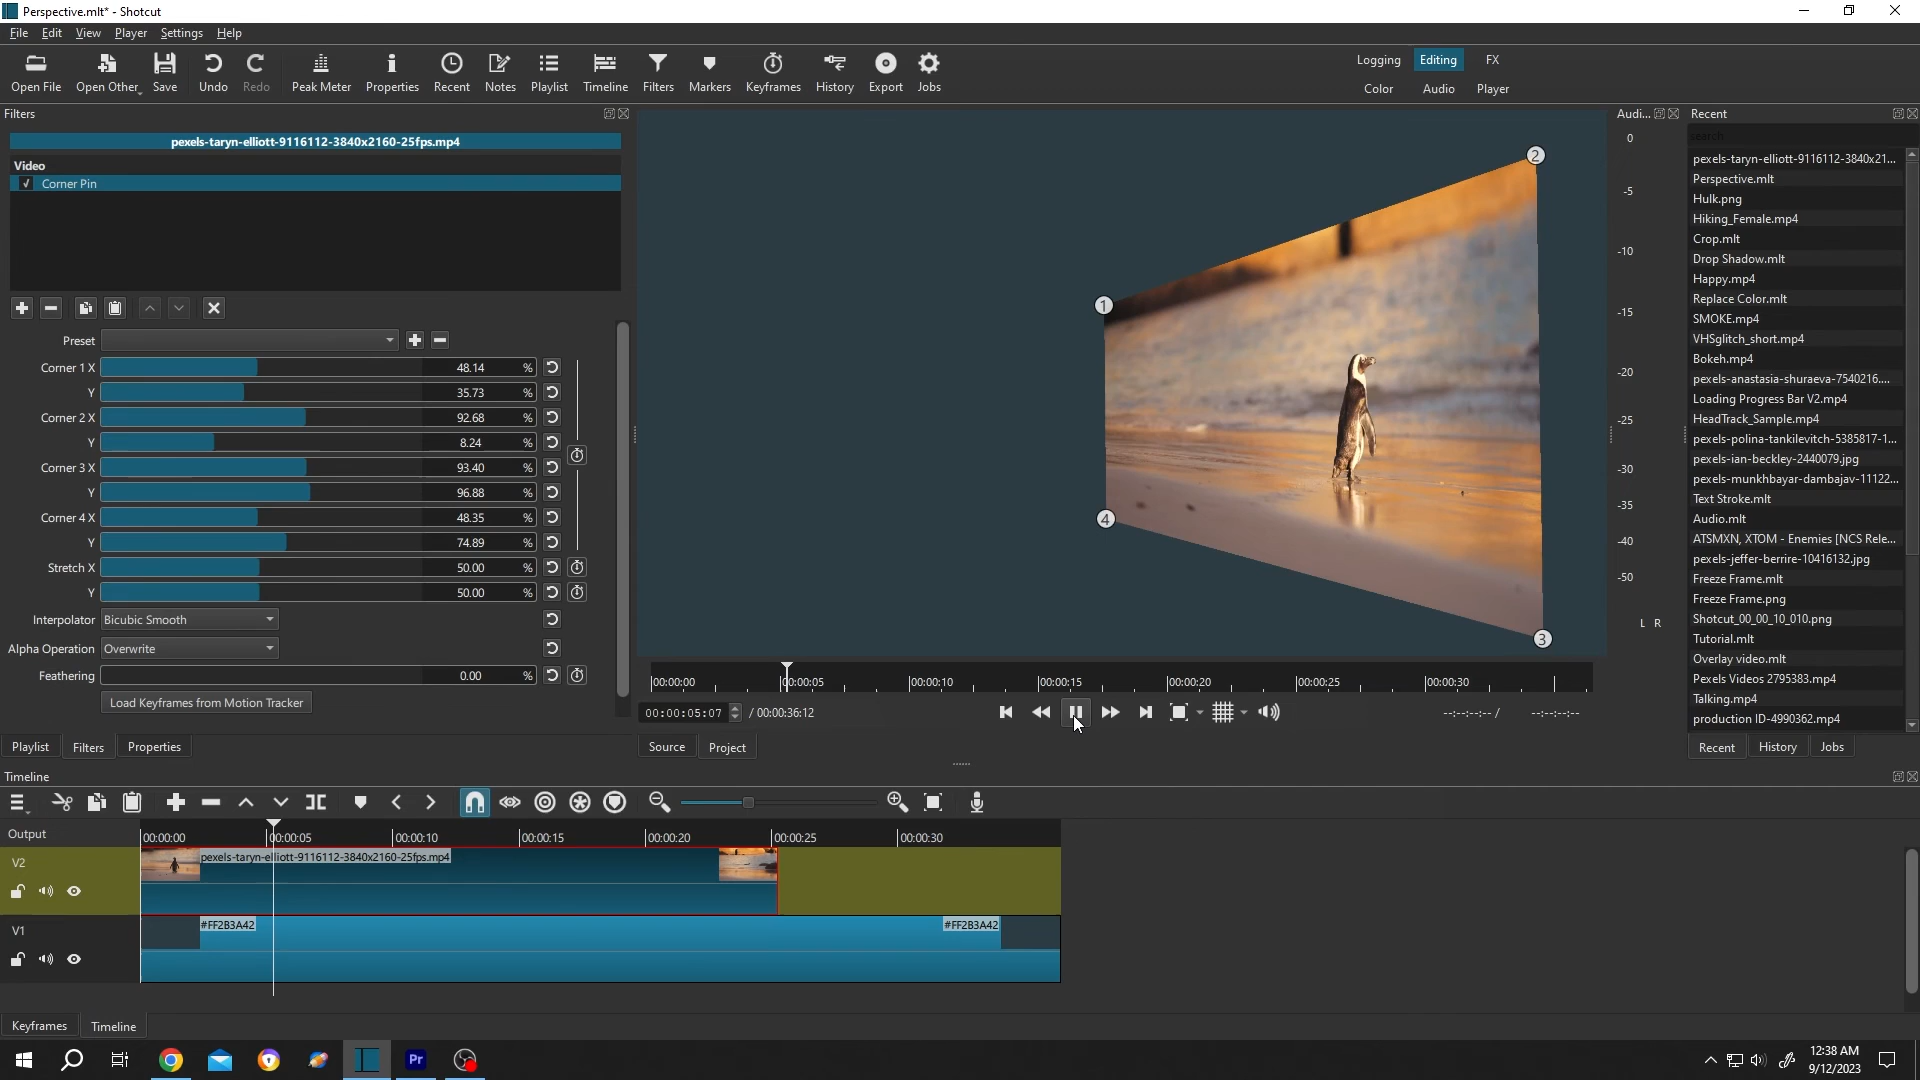 Perspective.mlt* - Shotcut
File Edit View Player Settings Help
Open File Open Other Save Undo Redo Peak Meter Properties Recent Notes Playlist Timeline Filters Markers Keyframes History Export Jobs
Logging Editing FX
Color Audio Player
Filters
pexels-taryn-elliott-9116112-3840x2160-25fps.mp4
Video
✓ Corner Pin
Preset
Corner 1 X 48.14 %
Y 35.73 %
Corner 2 X 92.68 %
Y 8.24 %
Corner 3 X 93.40 %
Y 96.88 %
Corner 4 X 48.35 %
Y 74.89 %
Stretch X 50.00 %
Y 50.00 %
Interpolator Bicubic Smooth
Alpha Operation Overwrite
Feathering 0.00 %
Load Keyframes from Motion Tracker
Playlist Filters Properties
1
2
3
4
00:00:00 00:00:05 00:00:10 00:00:15 00:00:20 00:00:25 00:00:30
00:00:05:07 / 00:00:36:12
--:--:--:-- / --:--:--:--
Source Project
Audi...
0
-5
-10
-15
-20
-25
-30
-35
-40
-50
L R
Recent
search
pexels-taryn-elliott-9116112-3840x21...
Perspective.mlt
Hulk.png
Hiking_Female.mp4
Crop.mlt
Drop Shadow.mlt
Happy.mp4
Replace Color.mlt
SMOKE.mp4
VHSglitch_short.mp4
Bokeh.mp4
pexels-anastasia-shuraeva-7540216....
Loading Progress Bar V2.mp4
HeadTrack_Sample.mp4
pexels-polina-tankilevitch-5385817-1...
pexels-ian-beckley-2440079.jpg
pexels-munkhbayar-dambajav-11122...
Text Stroke.mlt
Audio.mlt
ATSMXN, XTOM - Enemies [NCS Rele...
pexels-jeffer-berrire-10416132.jpg
Freeze Frame.mlt
Freeze Frame.png
Shotcut_00_00_10_010.png
Tutorial.mlt
Overlay video.mlt
Pexels Videos 2795383.mp4
Talking.mp4
production ID-4990362.mp4
Recent History Jobs
Timeline
Output
00:00:00 00:00:05 00:00:10 00:00:15 00:00:20 00:00:25 00:00:30
V2
pexels-taryn-elliott-9116112-3840x2160-25fps.mp4
V1
#FF2B3A42 #FF2B3A42
Keyframes Timeline
Pr
12:38 AM
9/12/2023